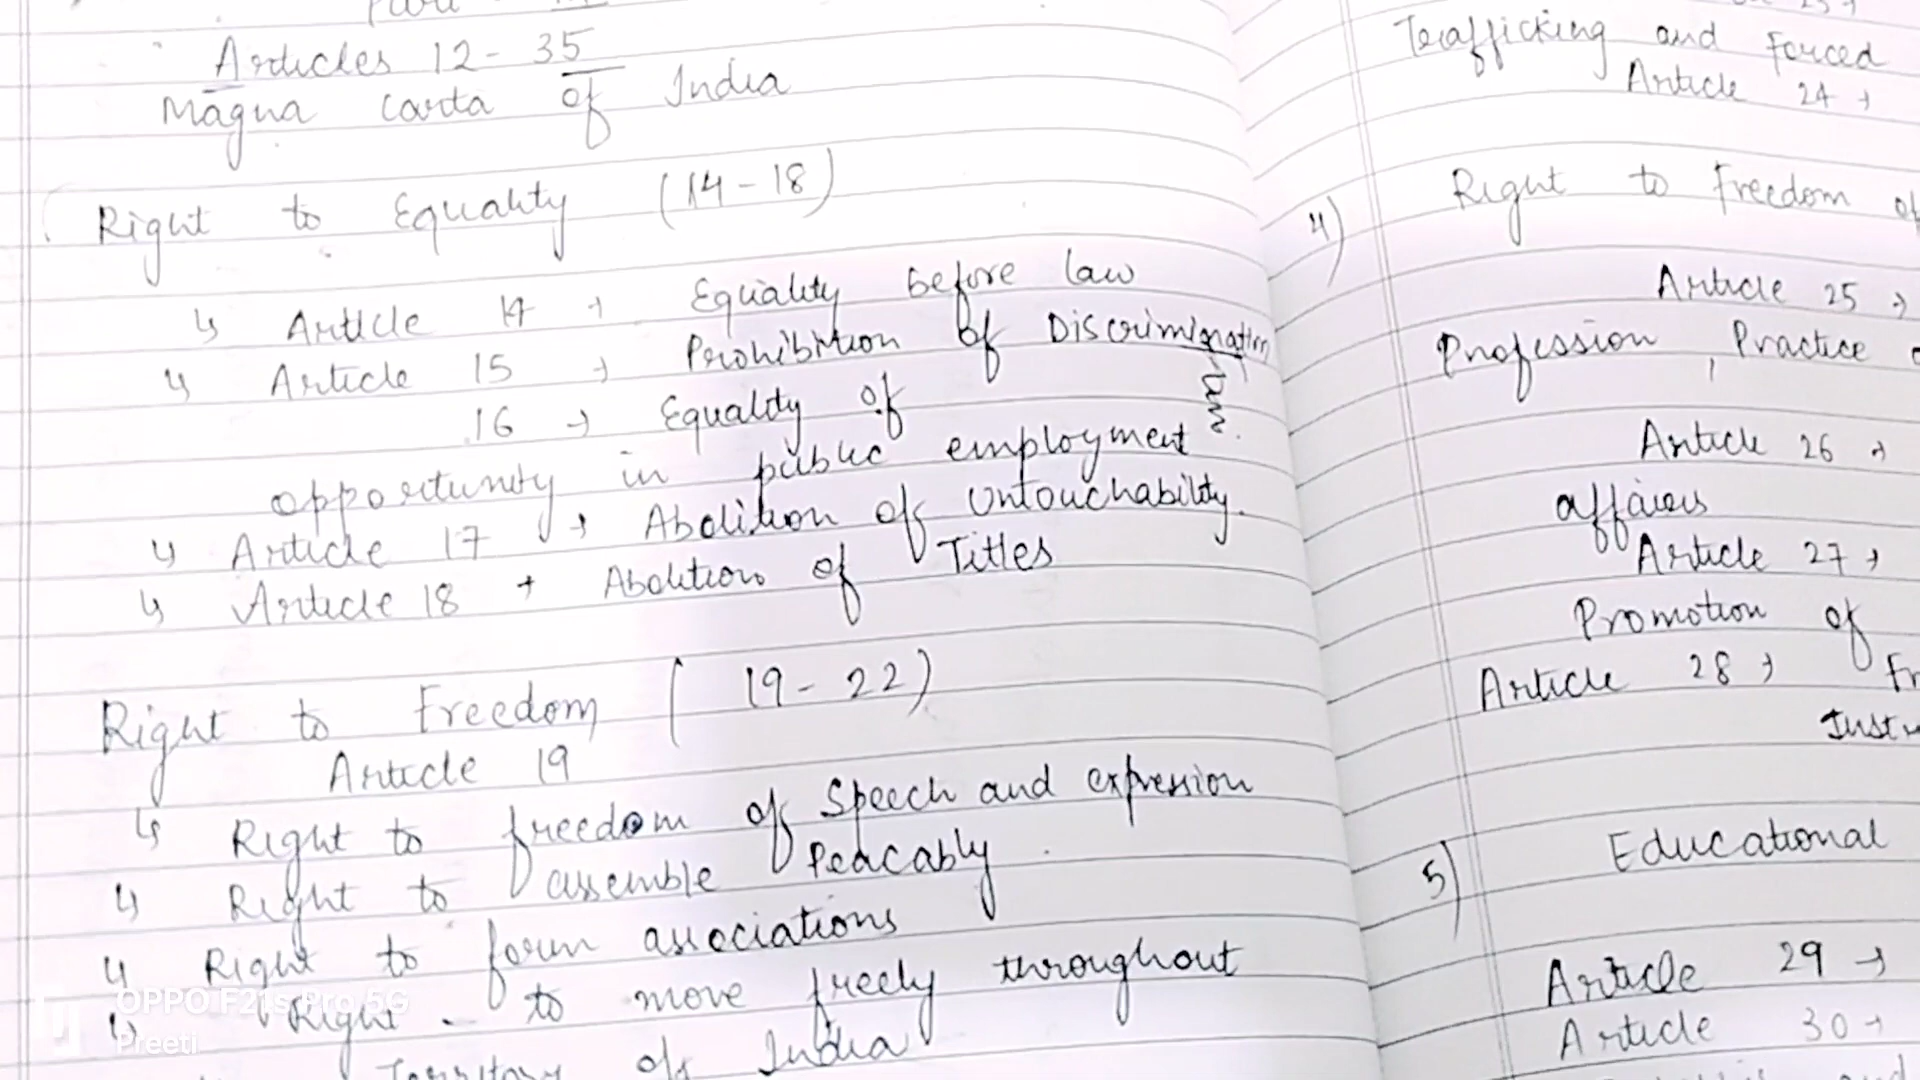 Articles 12- 35
Magna carta of India
Right to Equality (14-18)
↳ Article 14 → Equality before law
↳ Article 15 → Prohibition of Discrimination
16 → Equality of
opportunity in public employment
↳ Article 17 → Abolition of Untouchability.
↳ Article 18 → Abolition of Titles
Right to Freedom (19-22)
Article 19
↳ Right to freedom of Speech and expression
↳ Right to assemble Peacably.
↳ Right to form associations
↳ Right - to move freely throughout
Territory of India
OPPO F21s Pro 5G
Preeti
Trafficking and Forced
Article 24 →
4) Right to Freedom of
Article 25 →
Profession, Practice
Article 26 →
affairs
Article 27 →
Promotion of
Article 28 →
5) Educational
Article 29 →
Article 30 →